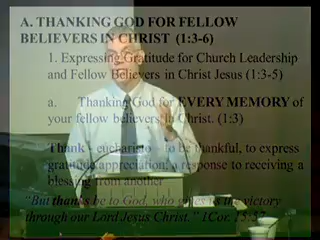 A. THANKING GOD FOR FELLOW
BELIEVERS IN CHRIST (1:3-6)
1. Expressing Gratitude for Church Leadership
and Fellow Believers in Christ Jesus (1:3-5)
a. Thanking God for EVERY MEMORY of
your fellow believers in Christ. (1:3)
Thank - eucharisto - to be thankful, to express
gratitude, appreciation, a response to receiving a
blessing from another
“But thanks be to God, who gives us the victory
through our Lord Jesus Christ.” 1Cor. 15:57